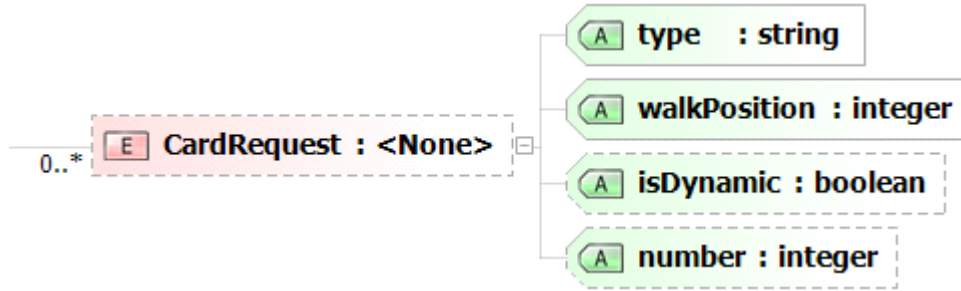 A type : string
A walkPosition : integer
E CardRequest : <None>
0..*
A isDynamic : boolean
A number : integer